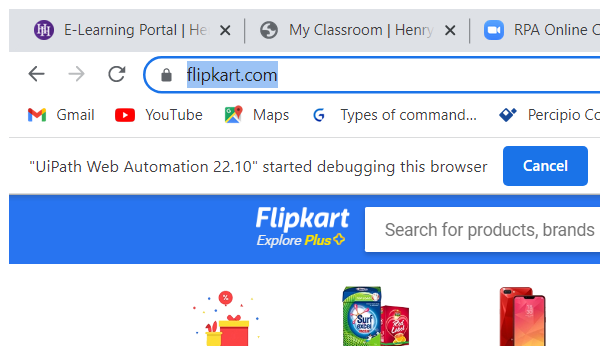 E-Learning Portal | He
My Classroom | Henry
RPA Online C
flipkart.com
Gmail
YouTube
Maps
Types of command...
Percipio Co
"UiPath Web Automation 22.10" started debugging this browser
Cancel
Flipkart
Explore Plus
Search for products, brands
Surf
excel
Red
Label